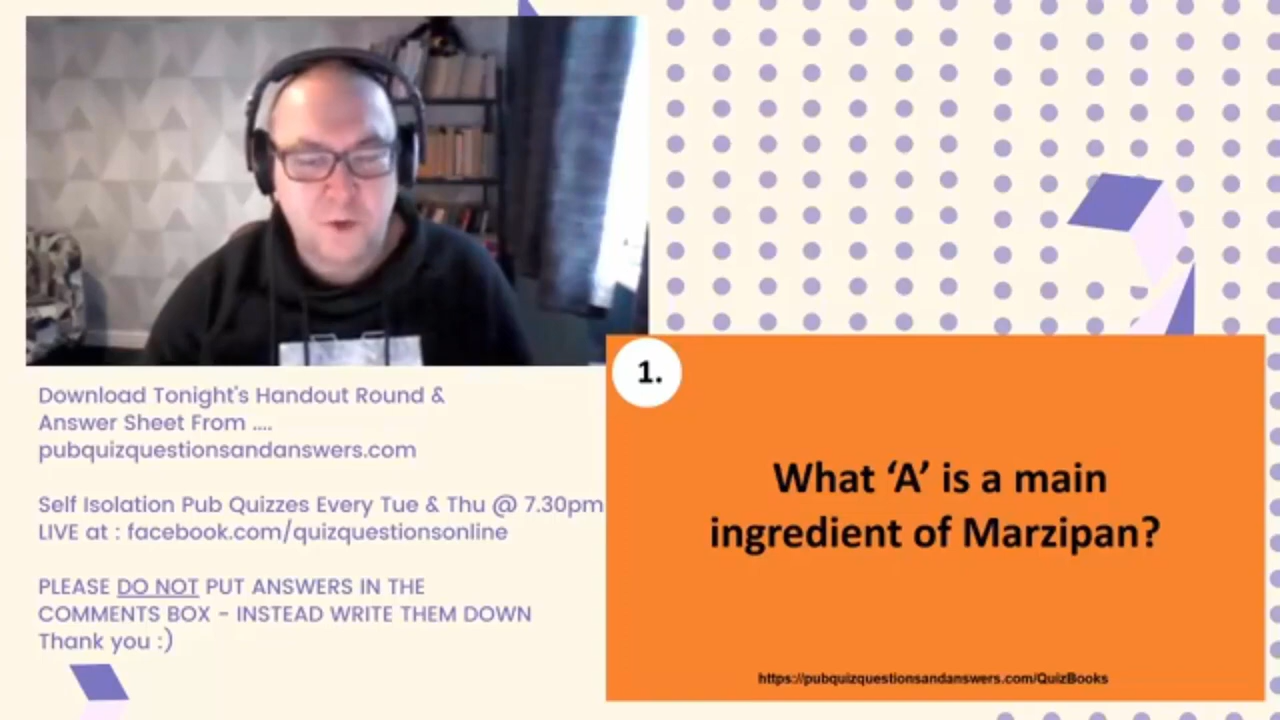 Download Tonight's Handout Round &
Answer Sheet From ....
pubquizquestionsandanswers.com
Self Isolation Pub Quizzes Every Tue & Thu @ 7.30pm
LIVE at : facebook.com/quizquestionsonline
PLEASE DO NOT PUT ANSWERS IN THE
COMMENTS BOX - INSTEAD WRITE THEM DOWN
Thank you :)
1.
What ‘A’ is a main
ingredient of Marzipan?
https://pubquizquestionsandanswers.com/QuizBooks